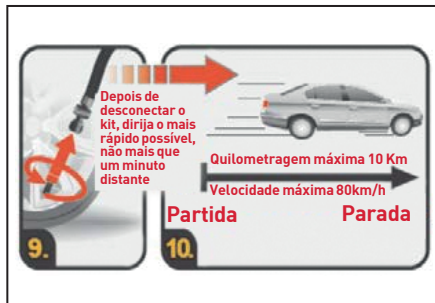 Depois de
desconectar o
kit, dirija o mais
rápido possível,
não mais que
um minuto
distante
Quilometragem máxima 10 Km
Velocidade máxima 80km/h
Partida
Parada
9.
10.